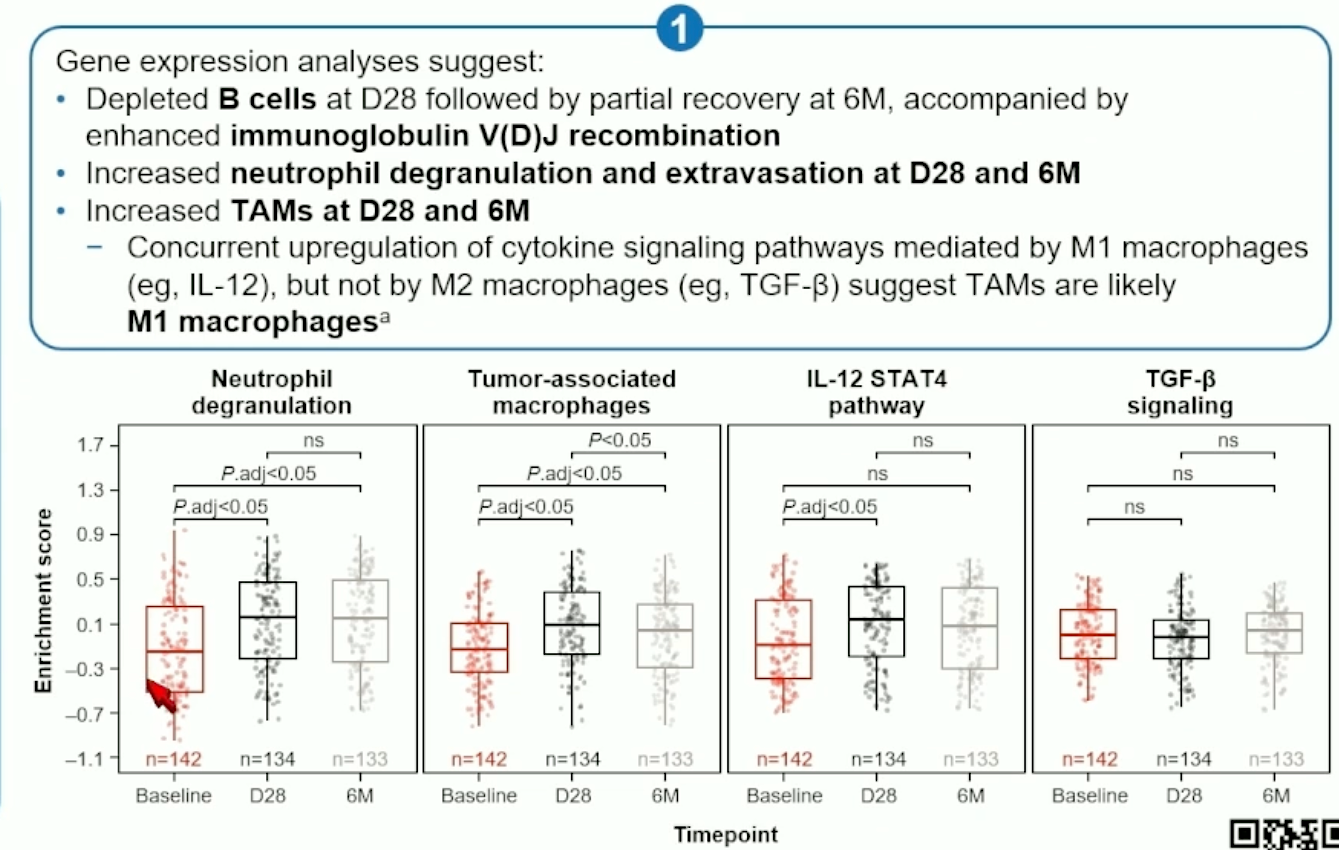 1
Gene expression analyses suggest:
• Depleted B cells at D28 followed by partial recovery at 6M, accompanied by
enhanced immunoglobulin V(D)J recombination
• Increased neutrophil degranulation and extravasation at D28 and 6M
• Increased TAMs at D28 and 6M
– Concurrent upregulation of cytokine signaling pathways mediated by M1 macrophages
(eg, IL-12), but not by M2 macrophages (eg, TGF-β) suggest TAMs are likely
M1 macrophagesᵃ
Neutrophil
degranulation
Tumor-associated
macrophages
IL-12 STAT4
pathway
TGF-β
signaling
Enrichment score
1.7
1.3
0.9
0.5
0.1
–0.3
–0.7
–1.1
ns
P.adj<0.05
P.adj<0.05
n=142 n=134 n=133
Baseline D28 6M
P<0.05
P.adj<0.05
P.adj<0.05
n=142 n=134 n=133
Baseline D28 6M
ns
ns
P.adj<0.05
n=142 n=134 n=133
Baseline D28 6M
ns
ns
ns
n=142 n=134 n=133
Baseline D28 6M
Timepoint